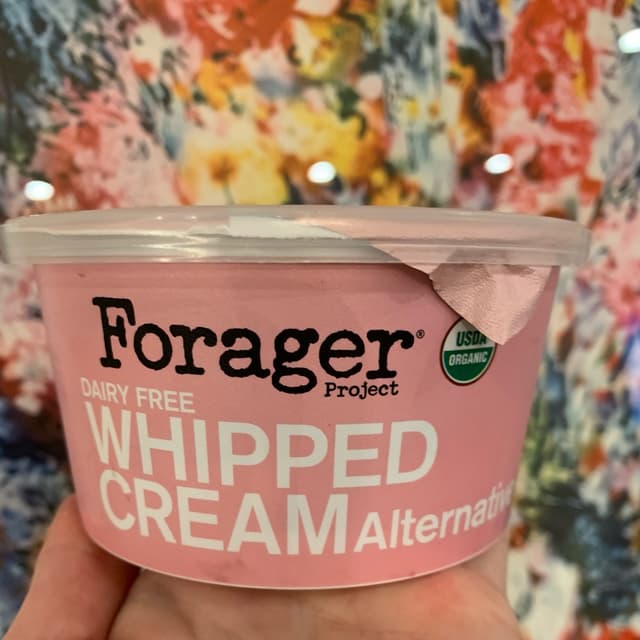 Forager®
Project
USDA
ORGANIC
DAIRY FREE
WHIPPED
CREAM Alternative